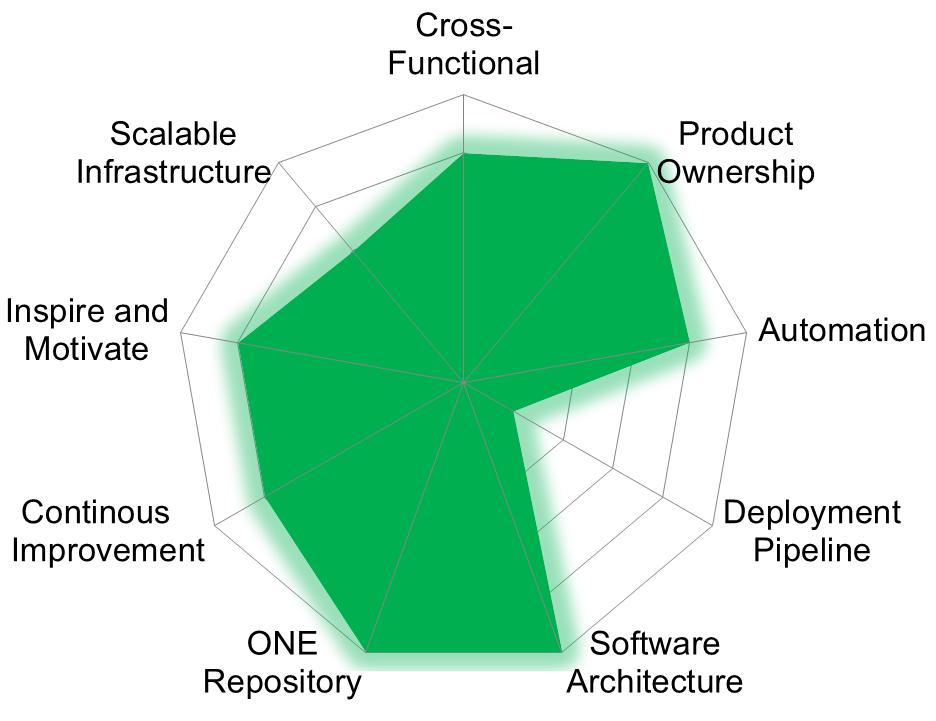 Cross-
Functional
Product
Ownership
Automation
Deployment
Pipeline
Software
Architecture
ONE
Repository
Continous
Improvement
Inspire and
Motivate
Scalable
Infrastructure